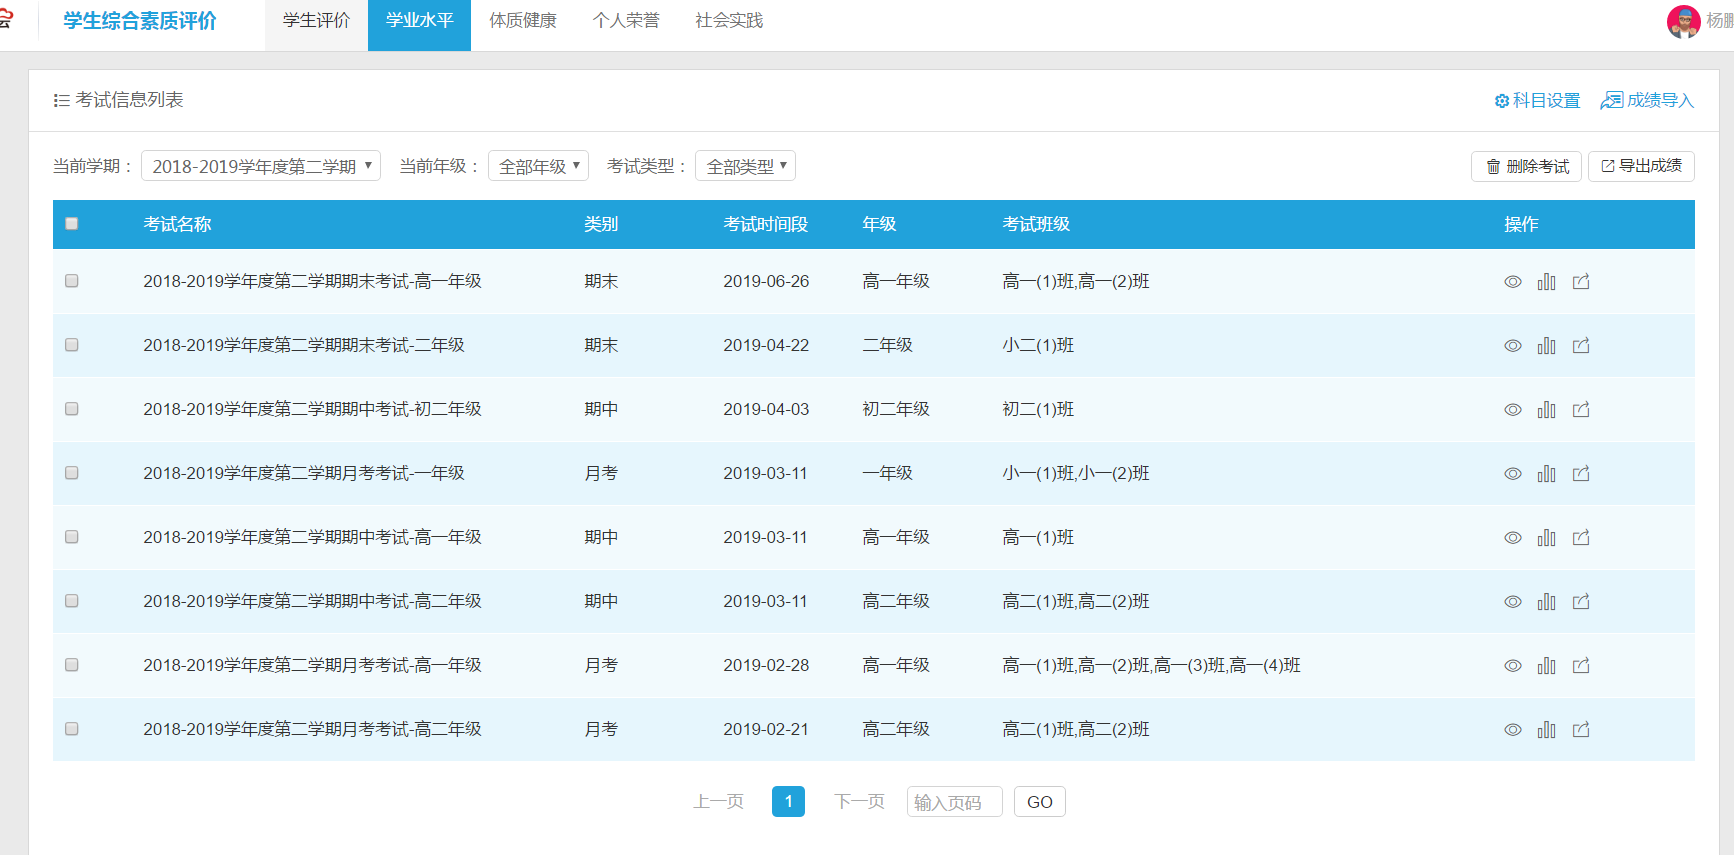 学生综合素质评价 学生评价 学业水平 体质健康 个人荣誉 社会实践 杨鹏
考试信息列表 科目设置 成绩导入
当前学期： 2018-2019学年度第二学期 当前年级： 全部年级 考试类型： 全部类型 删除考试 导出成绩
考试名称 类别 考试时间段 年级 考试班级 操作
2018-2019学年度第二学期期末考试-高一年级 期末 2019-06-26 高一年级 高一(1)班,高一(2)班
2018-2019学年度第二学期期末考试-二年级 期末 2019-04-22 二年级 小二(1)班
2018-2019学年度第二学期期中考试-初二年级 期中 2019-04-03 初二年级 初二(1)班
2018-2019学年度第二学期月考考试-一年级 月考 2019-03-11 一年级 小一(1)班,小一(2)班
2018-2019学年度第二学期期中考试-高一年级 期中 2019-03-11 高一年级 高一(1)班
2018-2019学年度第二学期期中考试-高二年级 期中 2019-03-11 高二年级 高二(1)班,高二(2)班
2018-2019学年度第二学期月考考试-高一年级 月考 2019-02-28 高一年级 高一(1)班,高一(2)班,高一(3)班,高一(4)班
2018-2019学年度第二学期月考考试-高二年级 月考 2019-02-21 高二年级 高二(1)班,高二(2)班
上一页 1 下一页 输入页码 GO